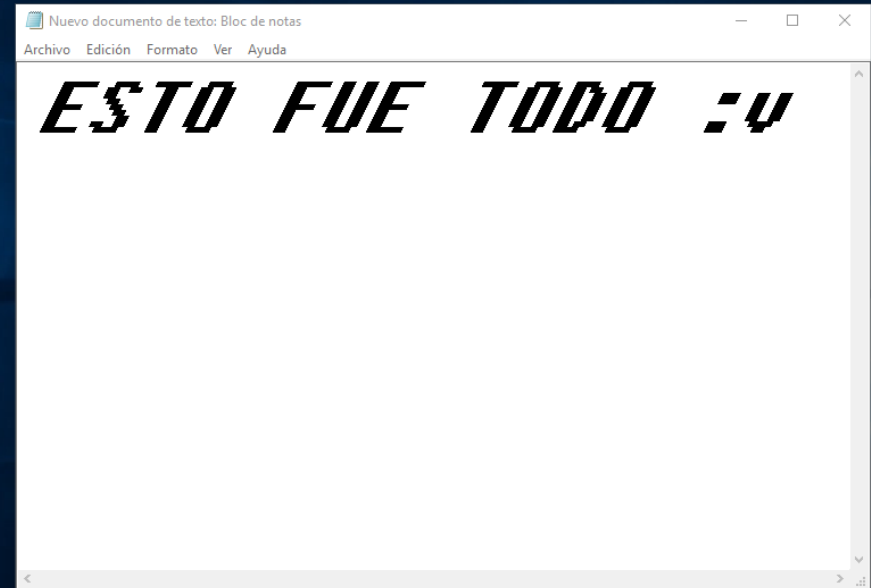 Nuevo documento de texto: Bloc de notas
Archivo Edición Formato Ver Ayuda
ESTO FUE TODO :v